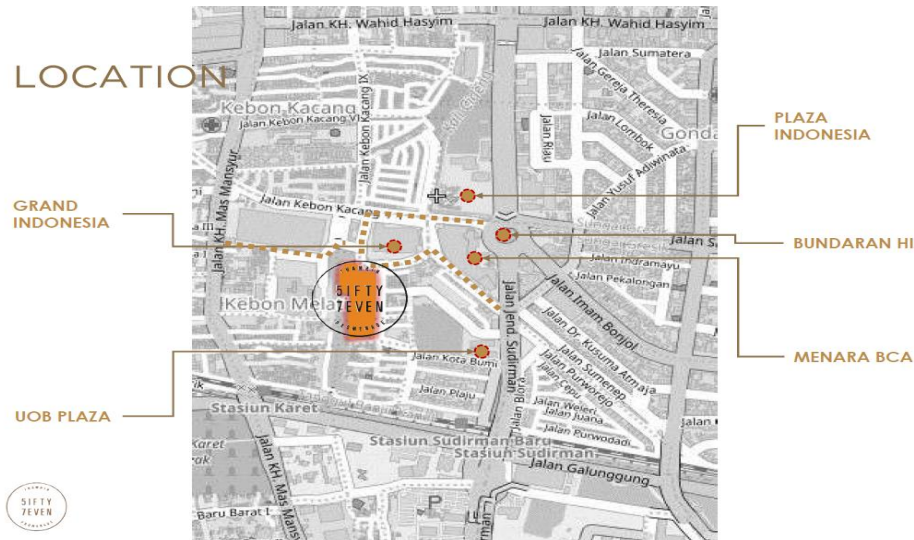 LOCATION
Jalan KH. Wahid Hasyim
Jalan KH. Wahid Hasyim
Jalan Sumatera
Jalan Gereja Theresia
Kebon Kacang
Jalan Kebon Kacang VI
Jalan Kebon Kacang IX
Jalan Riau
Jalan Lombok
Gonda
Jalan Yusuf Adiwinata
PLAZA
INDONESIA
Jalan KH. Mas Mansyur
Jalan Kebon Kacang
GRAND
INDONESIA
BUNDARAN HI
Jalan Indramayu
Jalan Pekalongan
5IFTY
7EVEN
THAMRIN
Kebon Mela
Jalan Jend. Sudirman
Jalan Imam Bonjol
Jalan Dr. Kusuma Atmaja
Jalan Sumenep
Jalan Purworejo
Jalan Cepu
MENARA BCA
Jalan Kota Bumi
Jalan Plaju
Jalan Blora
Jalan Weleri
Jalan Juana
Jalan Purwodadi
Jalan
UOB PLAZA
Stasiun Karet
Stasiun Sudirman Baru
Stasiun Sudirman
Karet
Jalan KH. Mas
Jalan Galunggung
P
Baru Barat I
5IFTY
7EVEN